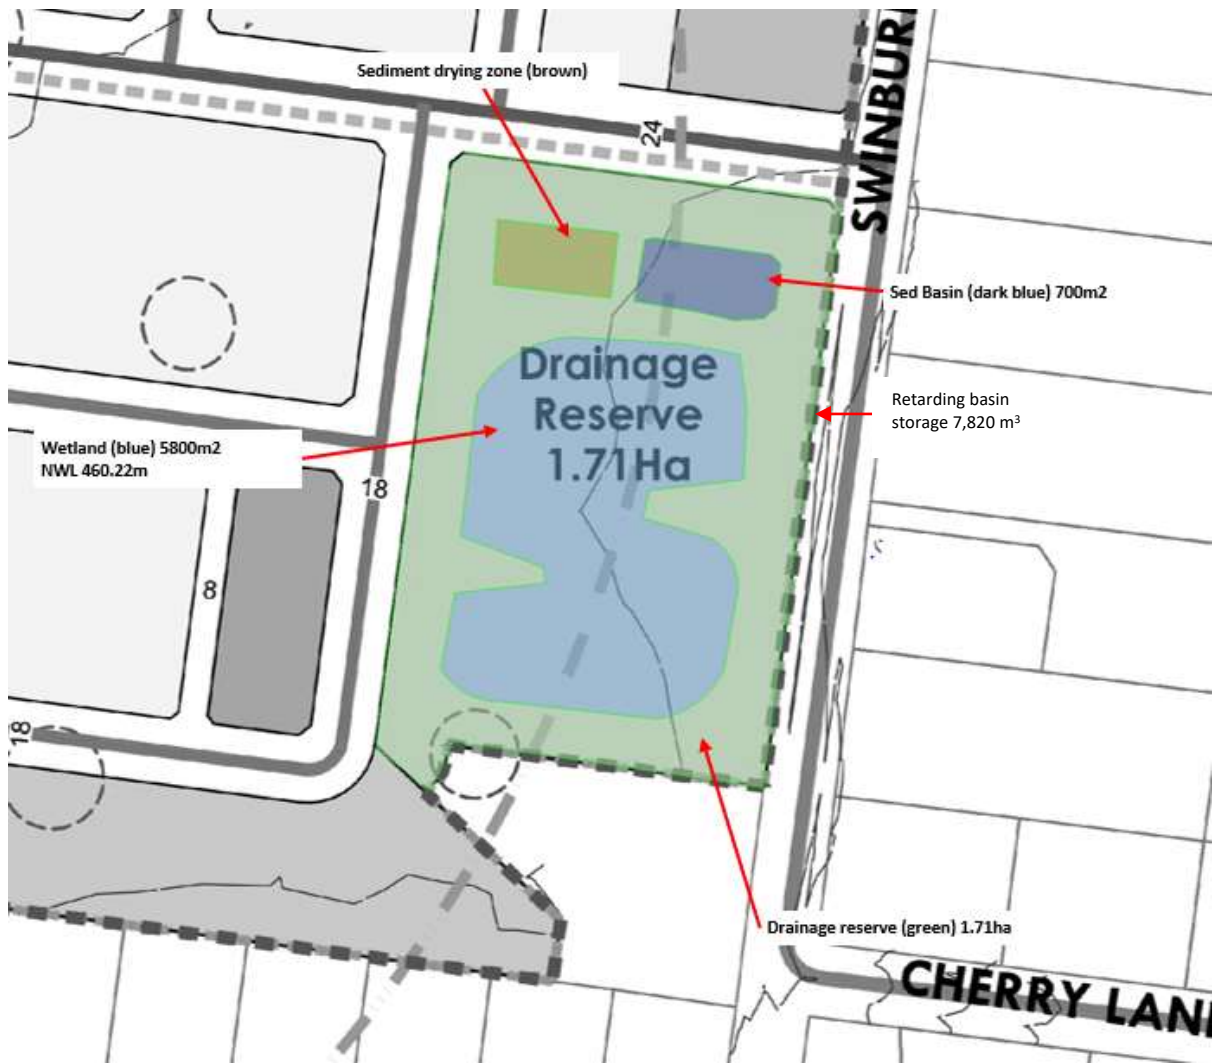 SWINBUR
Sediment drying zone (brown)
24
Sed Basin (dark blue) 700m2
Drainage
Reserve
1.71Ha
Retarding basin
storage 7,820 m³
Wetland (blue) 5800m2
NWL 460.22m
18
8
18
Drainage reserve (green) 1.71ha
CHERRY LAN